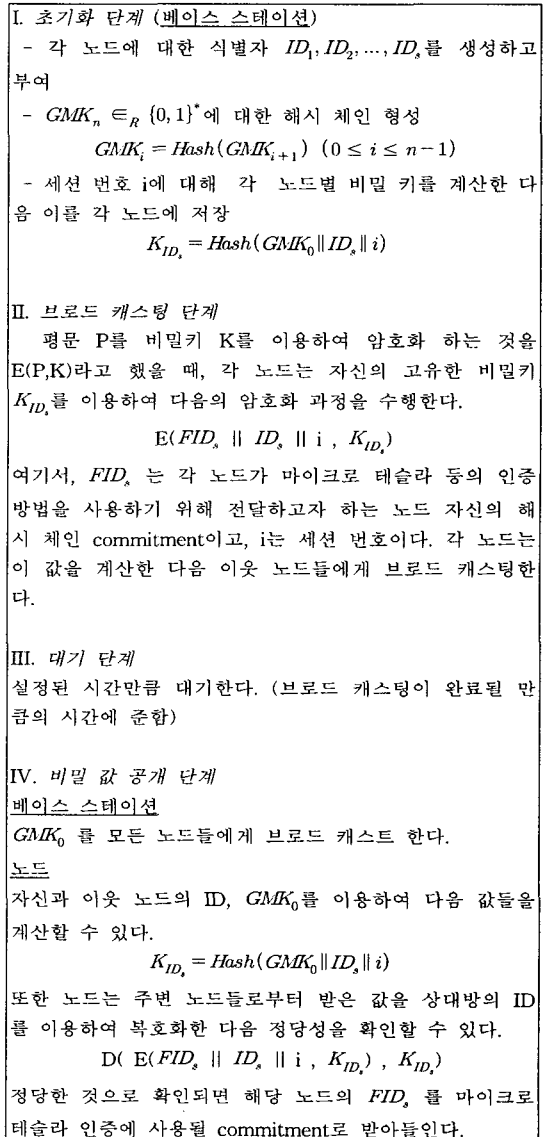 I. 초기화 단계 (베이스 스테이션)
- 각 노드에 대한 식별자 ID₁, ID₂, ..., IDₛ를 생성하고
부여
- GMKₙ ∈_R {0, 1}*에 대한 해시 체인 형성
GMK_i = Hash(GMK_{i+1}) (0 ≤ i ≤ n-1)
- 세션 번호 i에 대해 각 노드별 비밀 키를 계산한 다
음 이를 각 노드에 저장
K_{IDₛ} = Hash(GMK₀‖IDₛ‖i)
II. 브로드 캐스팅 단계
평문 P를 비밀키 K를 이용하여 암호화 하는 것을
E(P,K)라고 했을 때, 각 노드는 자신의 고유한 비밀키
K_{IDₛ}를 이용하여 다음의 암호화 과정을 수행한다.
E(FIDₛ || IDₛ || i , K_{IDₛ})
여기서, FIDₛ 는 각 노드가 마이크로 테슬라 등의 인증
방법을 사용하기 위해 전달하고자 하는 노드 자신의 해
시 체인 commitment이고, i는 세션 번호이다. 각 노드는
이 값을 계산한 다음 이웃 노드들에게 브로드 캐스팅한
다.
III. 대기 단계
설정된 시간만큼 대기한다. (브로드 캐스팅이 완료될 만
큼의 시간에 준함)
IV. 비밀 값 공개 단계
베이스 스테이션
GMK₀ 를 모든 노드들에게 브로드 캐스트 한다.
노드
자신과 이웃 노드의 ID, GMK₀를 이용하여 다음 값들을
계산할 수 있다.
K_{IDₛ} = Hash(GMK₀‖IDₛ‖i)
또한 노드는 주변 노드들로부터 받은 값을 상대방의 ID
를 이용하여 복호화한 다음 정당성을 확인할 수 있다.
D( E(FIDₛ || IDₛ || i , K_{IDₛ}) , K_{IDₛ})
정당한 것으로 확인되면 해당 노드의 FIDₛ 를 마이크로
테슬라 인증에 사용될 commitment로 받아들인다.